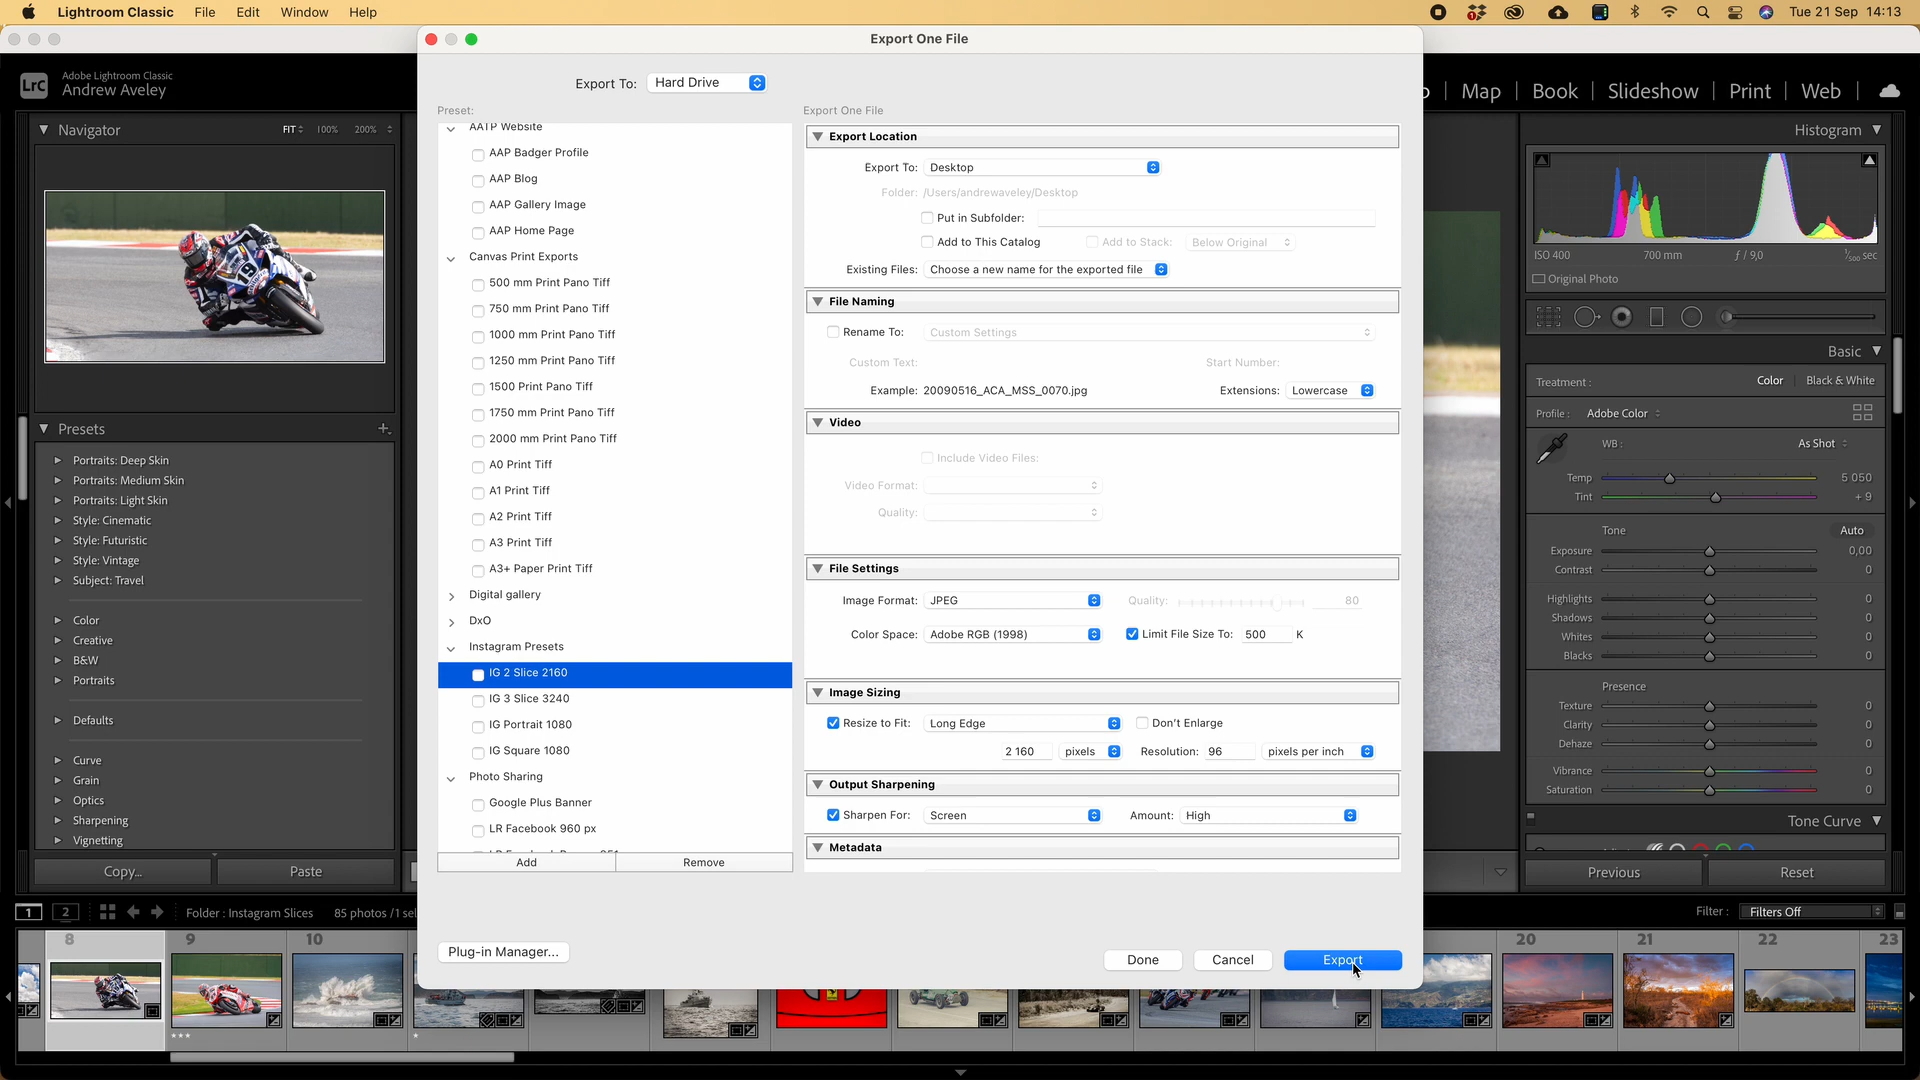 Lightroom Classic File Edit Window Help
Tue 21 Sep 14:13
Export One File
LrC
Adobe Lightroom Classic
Andrew Aveley
Map | Book | Slideshow | Print | Web
Navigator FIT 100% 200%
Presets
Portraits: Deep Skin
Portraits: Medium Skin
Portraits: Light Skin
Style: Cinematic
Style: Futuristic
Style: Vintage
Subject: Travel
Color
Creative
B&W
Portraits
Defaults
Curve
Grain
Optics
Sharpening
Vignetting
Copy... Paste
Export To: Hard Drive
Preset:
AATP Website
AAP Badger Profile
AAP Blog
AAP Gallery Image
AAP Home Page
Canvas Print Exports
500 mm Print Pano Tiff
750 mm Print Pano Tiff
1000 mm Print Pano Tiff
1250 mm Print Pano Tiff
1500 Print Pano Tiff
1750 mm Print Pano Tiff
2000 mm Print Pano Tiff
A0 Print Tiff
A1 Print Tiff
A2 Print Tiff
A3 Print Tiff
A3+ Paper Print Tiff
Digital gallery
DxO
Instagram Presets
IG 2 Slice 2160
IG 3 Slice 3240
IG Portrait 1080
IG Square 1080
Photo Sharing
Google Plus Banner
LR Facebook 960 px
Add Remove
Plug-in Manager...
Export One File
Export Location
Export To: Desktop
Folder: /Users/andrewaveley/Desktop
Put in Subfolder:
Add to This Catalog Add to Stack: Below Original
Existing Files: Choose a new name for the exported file
File Naming
Rename To: Custom Settings
Custom Text: Start Number:
Example: 20090516_ACA_MSS_0070.jpg Extensions: Lowercase
Video
Include Video Files:
Video Format:
Quality:
File Settings
Image Format: JPEG Quality: 80
Color Space: Adobe RGB (1998) Limit File Size To: 500 K
Image Sizing
Resize to Fit: Long Edge Don't Enlarge
2 160 pixels Resolution: 96 pixels per inch
Output Sharpening
Sharpen For: Screen Amount: High
Metadata
Done Cancel Export
Histogram
ISO 400 700 mm ƒ / 9,0 1/500 sec
Original Photo
Basic
Treatment : Color | Black & White
Profile : Adobe Color
WB : As Shot
Temp 5 050
Tint + 9
Tone Auto
Exposure 0,00
Contrast 0
Highlights 0
Shadows 0
Whites 0
Blacks 0
Presence
Texture 0
Clarity 0
Dehaze 0
Vibrance 0
Saturation 0
Tone Curve
Previous Reset
1 2 Folder : Instagram Slices 85 photos /1 sel
Filter : Filters Off
8 9 10 20 21 22 23